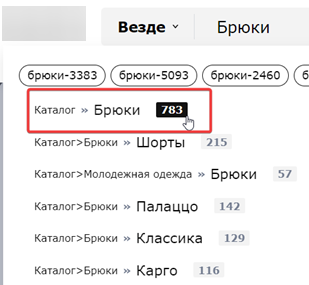 Везде Брюки
брюки-3383 брюки-5093 брюки-2460 б
Каталог » Брюки 783
Каталог>Брюки » Шорты 215
Каталог>Молодежная одежда » Брюки 57
Каталог>Брюки » Палаццо 142
Каталог>Брюки » Классика 129
Каталог>Брюки » Карго 116